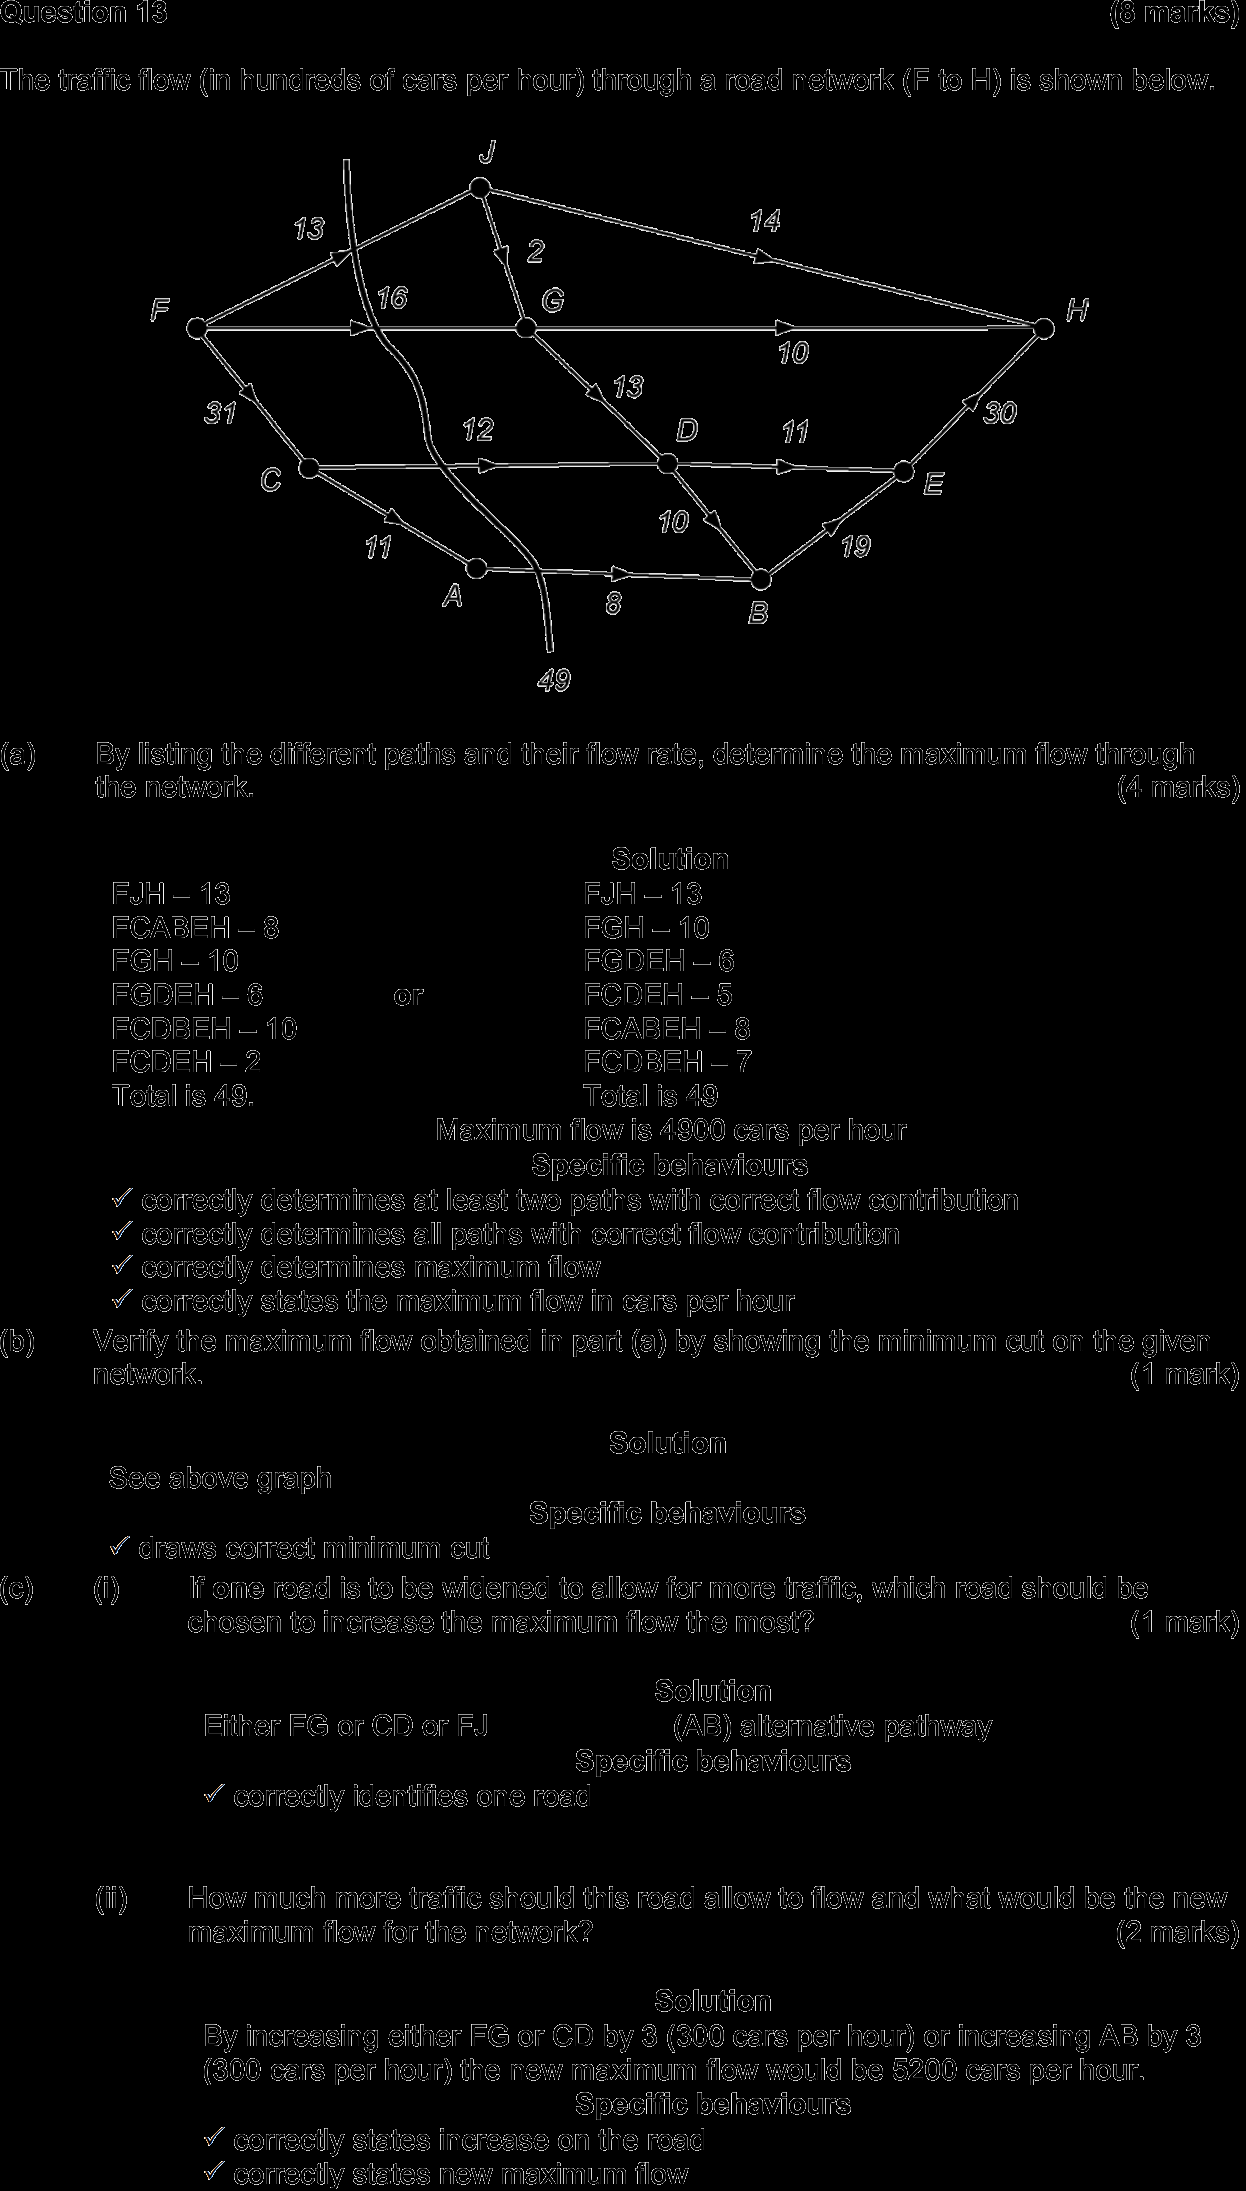 Question 13 (8 marks)
The traffic flow (in hundreds of cars per hour) through a road network (F to H) is shown below.
J
13
14
2
16
G
F
H
10
13
31
12
D
11
30
C
E
10
11
19
A
8
B
49
(a) By listing the different paths and their flow rate, determine the maximum flow through
the network. (4 marks)
Solution
FJH – 13 FJH – 13
FCABEH – 8 FGH – 10
FGH – 10 FGDEH – 6
FGDEH – 6 or FCDEH – 5
FCDBEH – 10 FCABEH – 8
FCDEH – 2 FCDBEH – 7
Total is 49. Total is 49
Maximum flow is 4900 cars per hour
Specific behaviours
✓ correctly determines at least two paths with correct flow contribution
✓ correctly determines all paths with correct flow contribution
✓ correctly determines maximum flow
✓ correctly states the maximum flow in cars per hour
(b) Verify the maximum flow obtained in part (a) by showing the minimum cut on the given
network. (1 mark)
Solution
See above graph
Specific behaviours
✓ draws correct minimum cut
(c) (i) If one road is to be widened to allow for more traffic, which road should be
chosen to increase the maximum flow the most? (1 mark)
Solution
Either FG or CD or FJ (AB) alternative pathway
Specific behaviours
✓ correctly identifies one road
(ii) How much more traffic should this road allow to flow and what would be the new
maximum flow for the network? (2 marks)
Solution
By increasing either FG or CD by 3 (300 cars per hour) or increasing AB by 3
(300 cars per hour) the new maximum flow would be 5200 cars per hour.
Specific behaviours
✓ correctly states increase on the road
✓ correctly states new maximum flow